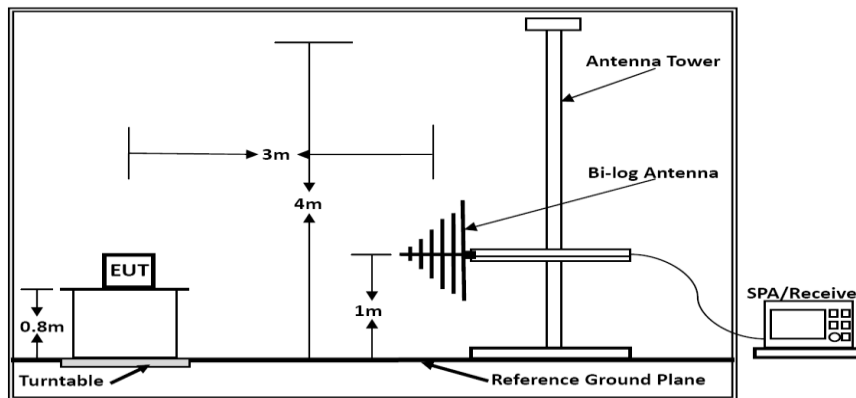 Antenna Tower
3m
Bi-log Antenna
4m
EUT
1m
0.8m
SPA/Receive
Turntable
Reference Ground Plane